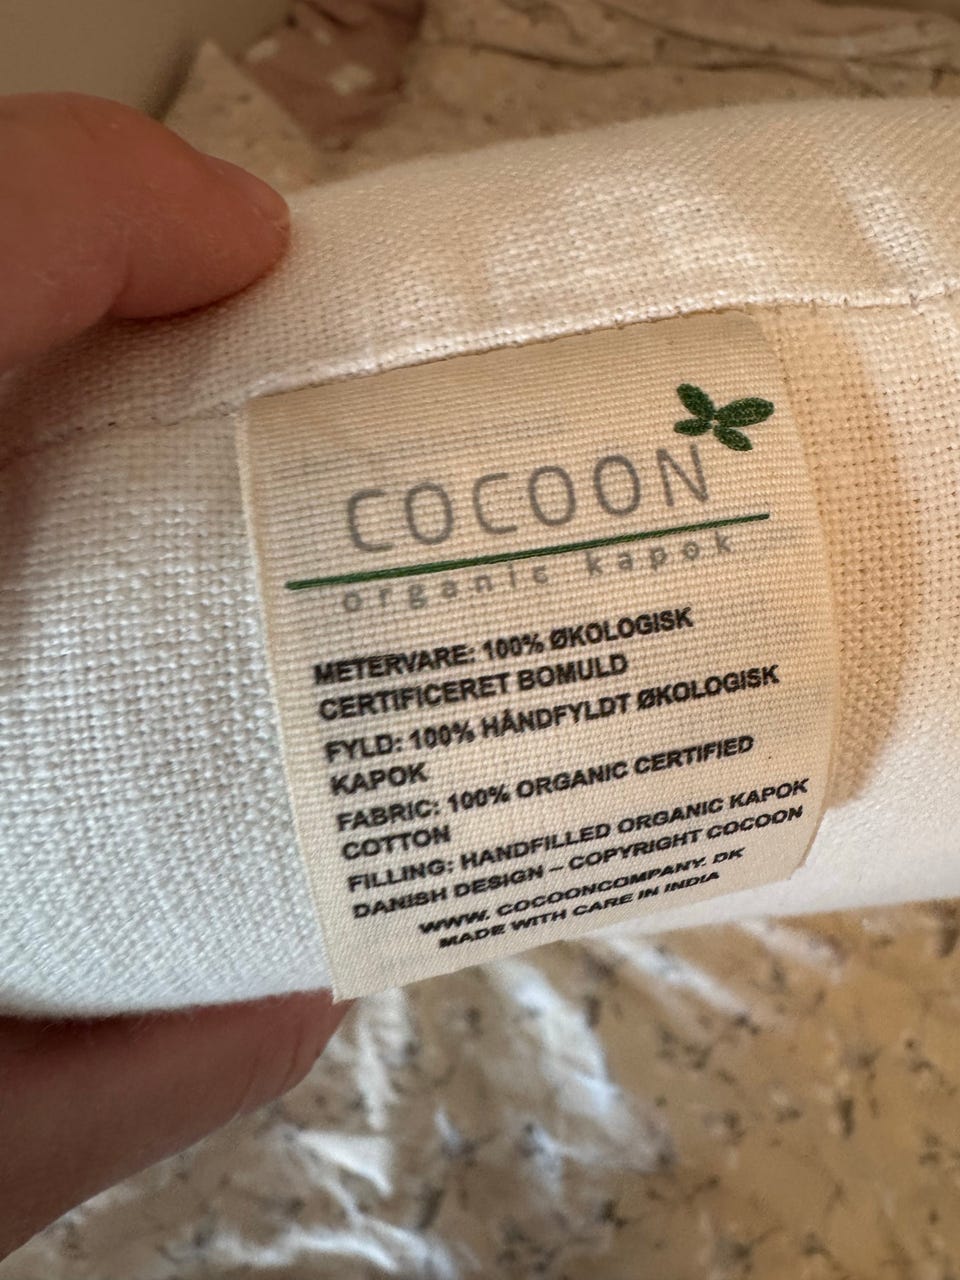 COCOON
organic kapok
METERVARE: 100% ØKOLOGISK
CERTIFICERET BOMULD
FYLD: 100% HÅNDFYLDT ØKOLOGISK
KAPOK
FABRIC: 100% ORGANIC CERTIFIED
COTTON
FILLING: HANDFILLED ORGANIC KAPOK
DANISH DESIGN – COPYRIGHT COCOON
WWW. COCOONCOMPANY. DK
MADE WITH CARE IN INDIA